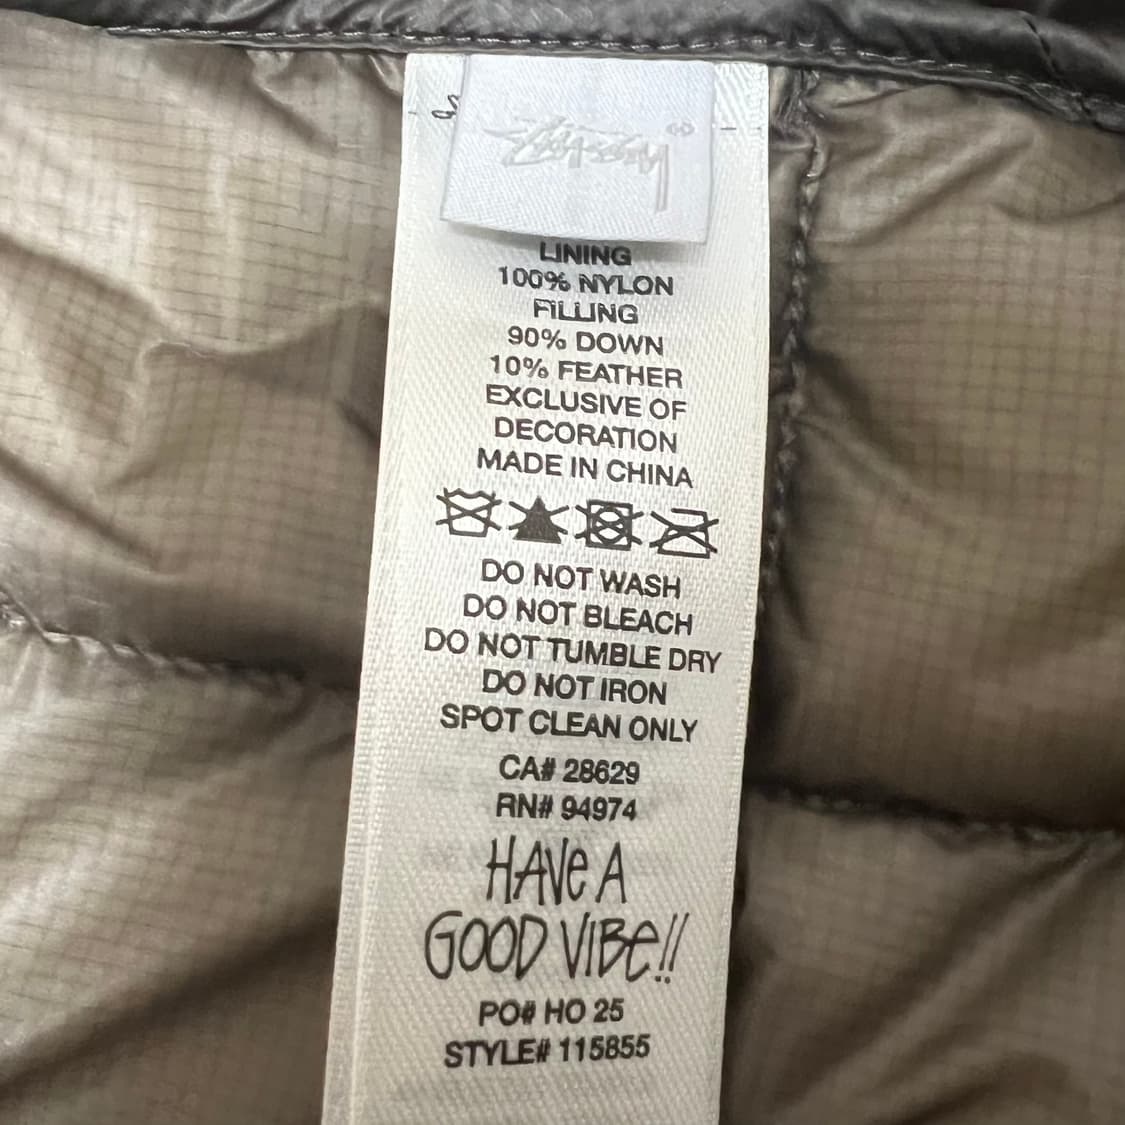 Stüssy
LINING
100% NYLON
FILLING
90% DOWN
10% FEATHER
EXCLUSIVE OF
DECORATION
MADE IN CHINA
DO NOT WASH
DO NOT BLEACH
DO NOT TUMBLE DRY
DO NOT IRON
SPOT CLEAN ONLY
CA# 28629
RN# 94974
HAVE A
GOOD VIBE!!
PO# HO 25
STYLE# 115855